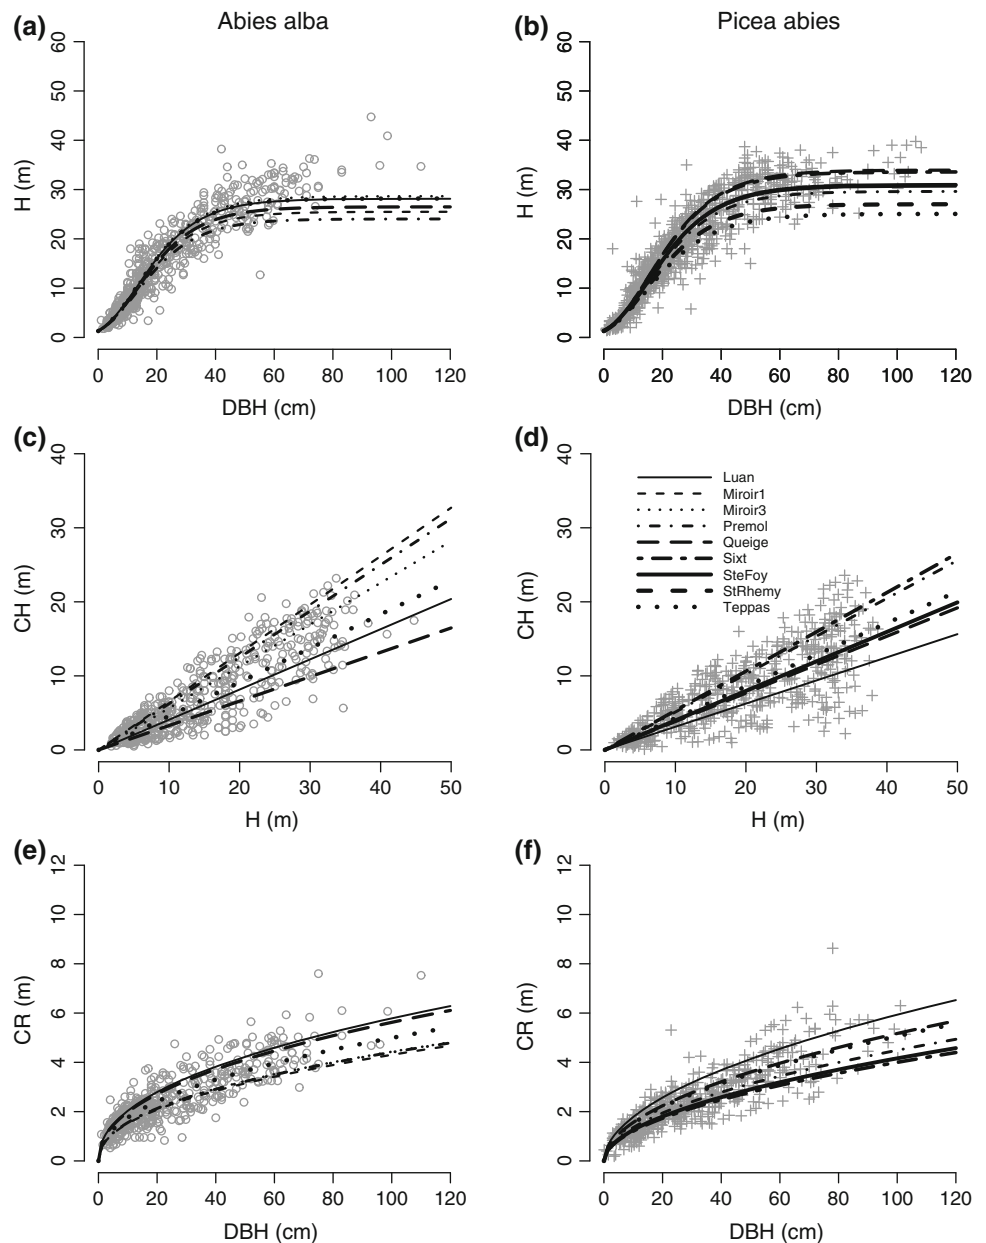 (a) Abies alba
(b) Picea abies
60
50
40
30
20
10
0
H (m)
0 20 40 60 80 100 120
DBH (cm)
60
50
40
30
20
10
0
H (m)
0 20 40 60 80 100 120
DBH (cm)
(c)
40
30
20
10
0
CH (m)
0 10 20 30 40 50
H (m)
(d)
40
30
20
10
0
CH (m)
Luan
Miroir1
Miroir3
Premol
Queige
Sixt
SteFoy
StRhemy
Teppas
0 10 20 30 40 50
H (m)
(e)
12
10
8
6
4
2
0
CR (m)
0 20 40 60 80 100 120
DBH (cm)
(f)
12
10
8
6
4
2
0
CR (m)
0 20 40 60 80 100 120
DBH (cm)